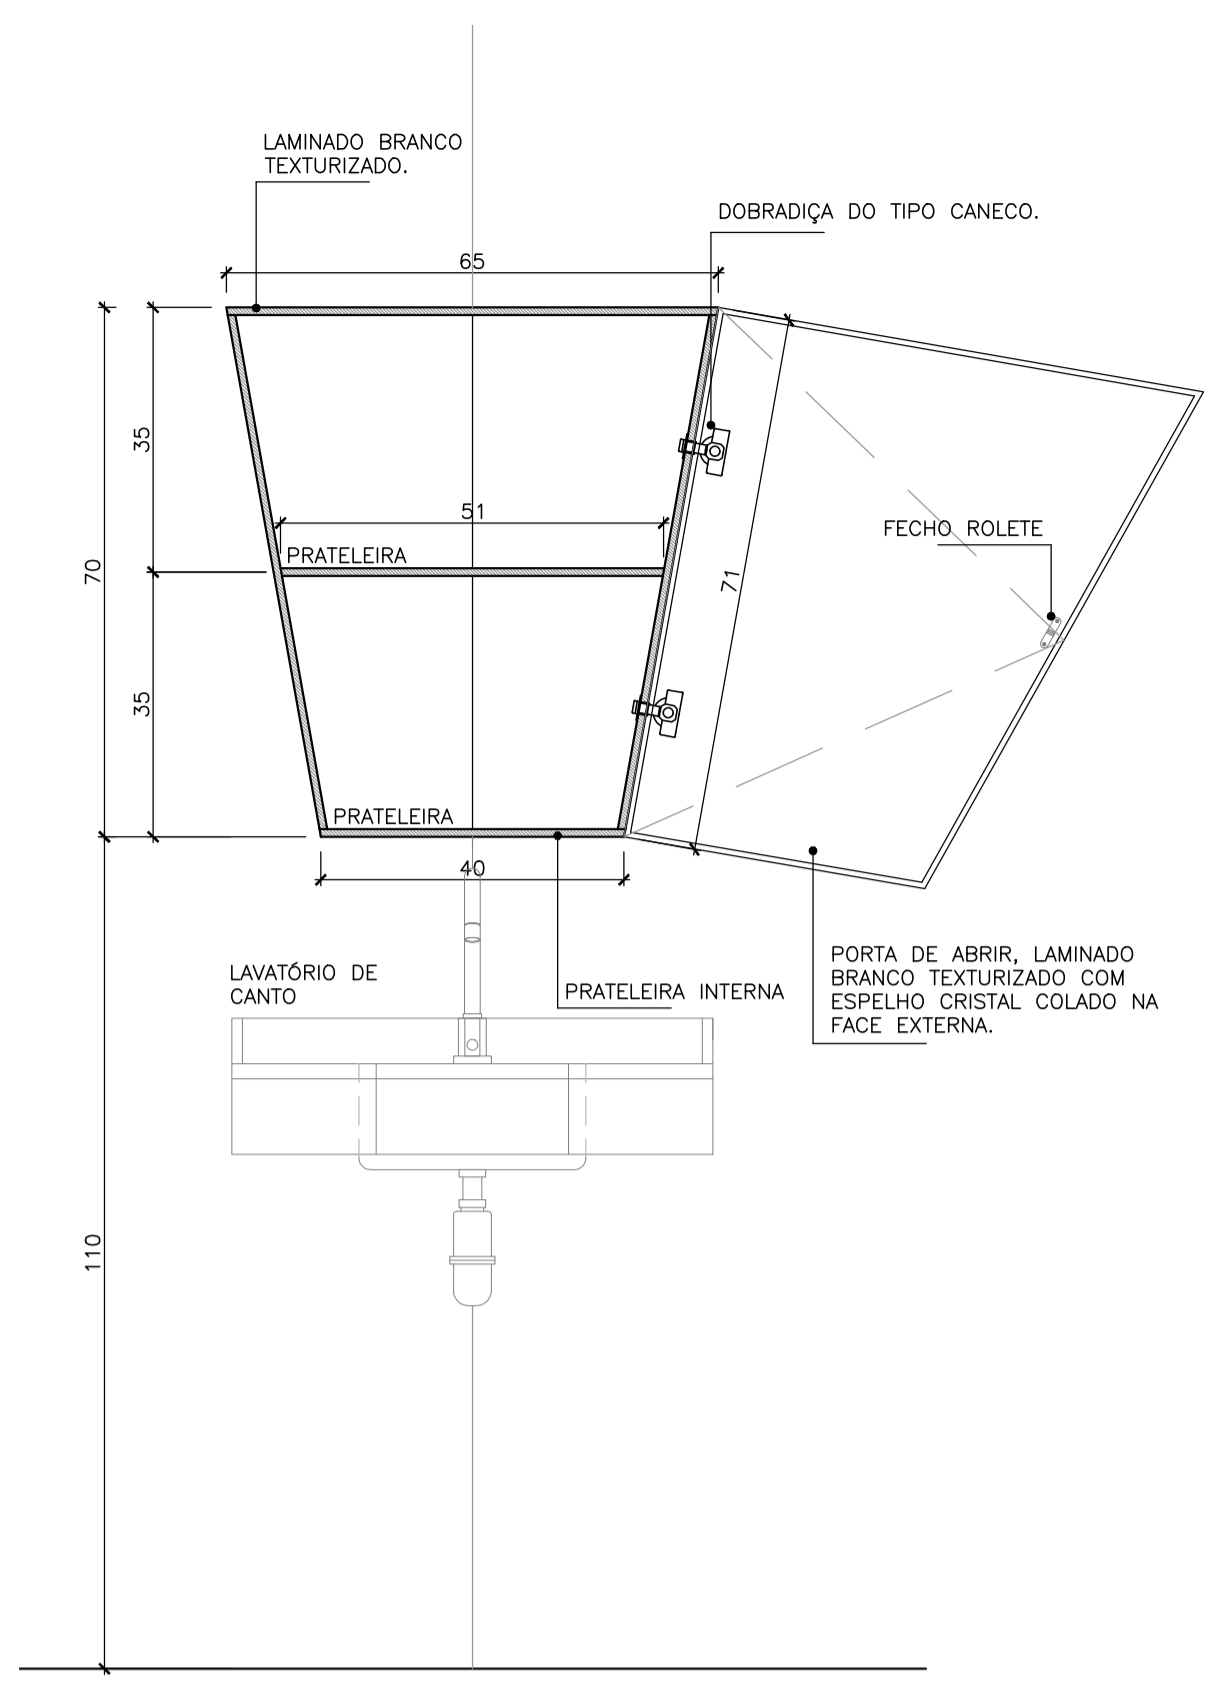 LAMINADO BRANCO
TEXTURIZADO.
DOBRADIÇA DO TIPO CANECO.
65
35
51
PRATELEIRA
FECHO ROLETE
70
71
35
PRATELEIRA
40
LAVATÓRIO DE
CANTO
PRATELEIRA INTERNA
PORTA DE ABRIR, LAMINADO
BRANCO TEXTURIZADO COM
ESPELHO CRISTAL COLADO NA
FACE EXTERNA.
110